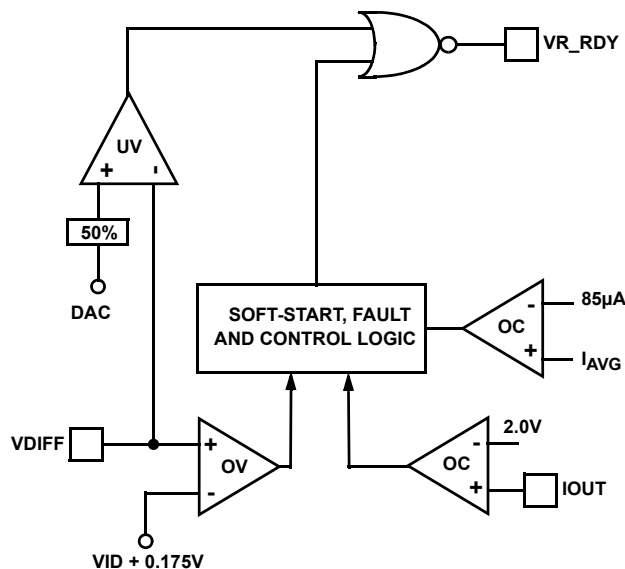 VR_RDY
UV
+ -
50%
DAC
SOFT-START, FAULT
AND CONTROL LOGIC
- 85µA
OC
+ IAVG
VDIFF
+
OV
-
VID + 0.175V
2.0V
-
OC
+
IOUT